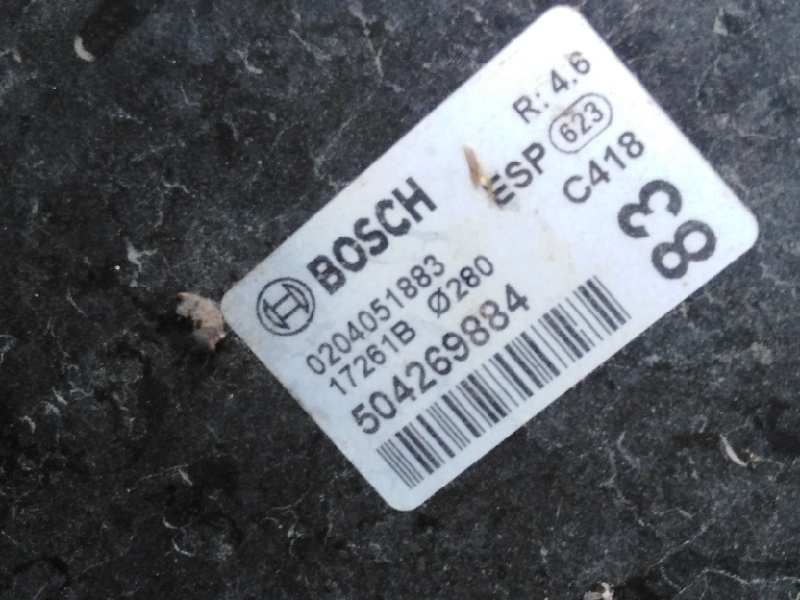 BOSCH
R: 4.6
ESP 623
C418
0204051883
17261B Ø280
504269884
83